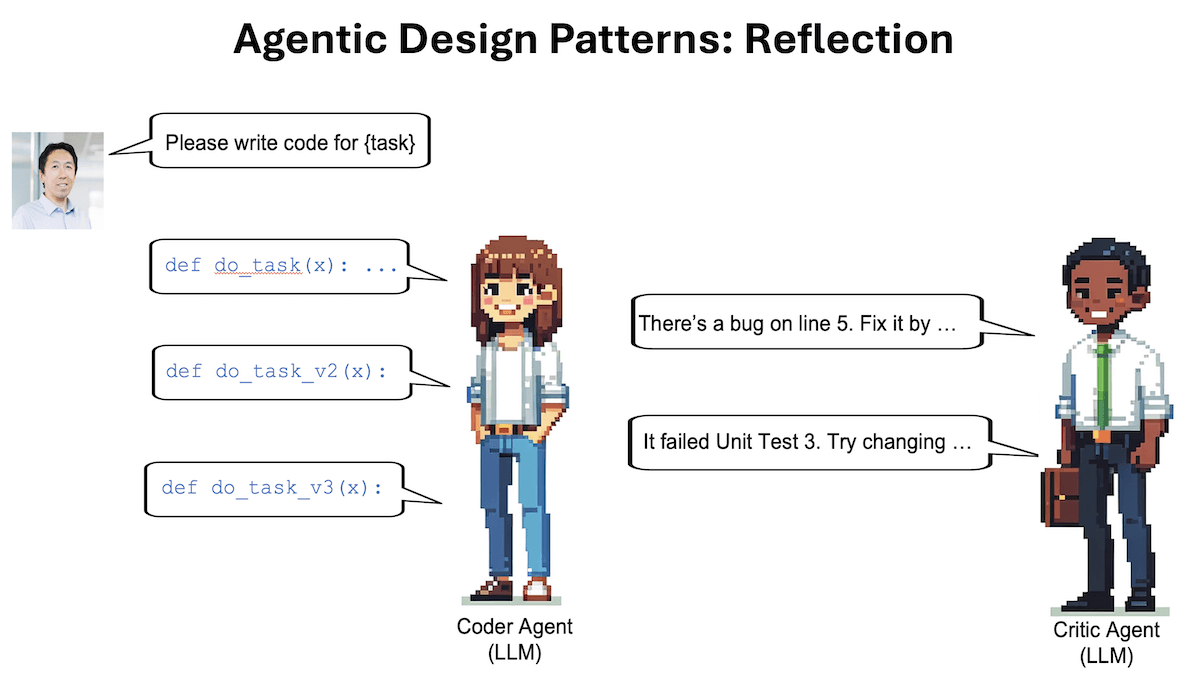 Agentic Design Patterns: Reflection
Please write code for {task}
def do_task(x): ...
There’s a bug on line 5. Fix it by …
def do_task_v2(x):
It failed Unit Test 3. Try changing …
def do_task_v3(x):
Coder Agent
(LLM)
Critic Agent
(LLM)